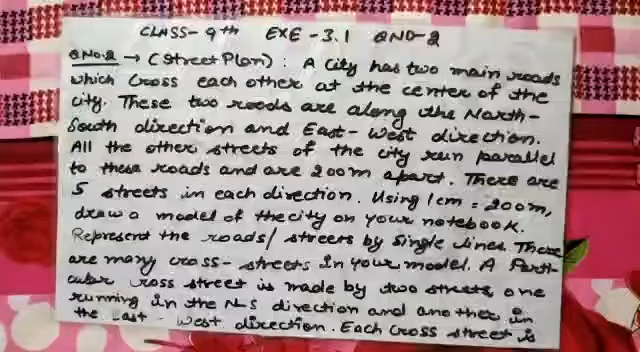 CLASS- 9th EXE - 3.1 QNO-2
QNo.2 → (Street Plan) : A City has two main roads
which Cross each other at the center of the
city. These two roads are along the North-
South direction and East-West direction.
All the other streets of the city run parallel
to these roads and are 200m apart. There are
5 streets in each direction. Using 1cm = 200m,
draw a model of the city on your notebook.
Represent the roads/ streets by Single lines. There
are many cross-streets in your model. A Parti-
cular cross street is made by two streets, one
running in the N-S direction and another in
the East - West direction. Each cross street is